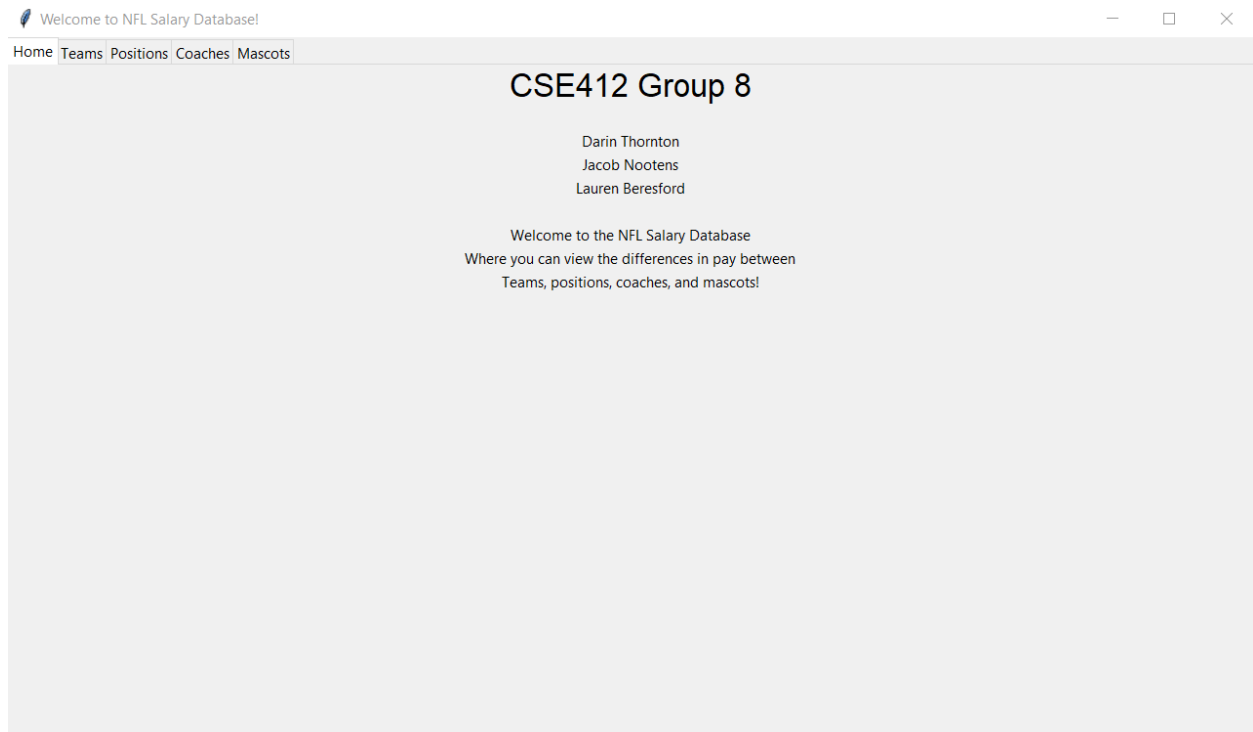 Welcome to NFL Salary Database!
Home Teams Positions Coaches Mascots
CSE412 Group 8
Darin Thornton
Jacob Nootens
Lauren Beresford
Welcome to the NFL Salary Database
Where you can view the differences in pay between
Teams, positions, coaches, and mascots!